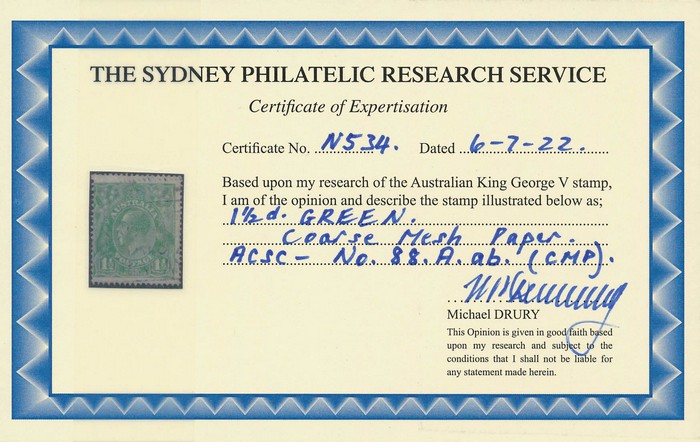 THE SYDNEY PHILATELIC RESEARCH SERVICE
Certificate of Expertisation
Certificate No. N534. Dated 6-7-22.
Based upon my research of the Australian King George V stamp,
I am of the opinion and describe the stamp illustrated below as;
1½d. GREEN.
Coarse Mesh Paper.
ACSC- No. 88.A.ab. (CMP).
Michael DRURY
This Opinion is given in good faith based
upon my research and subject to the
conditions that I shall not be liable for
any statement made herein.
AUSTRALIA